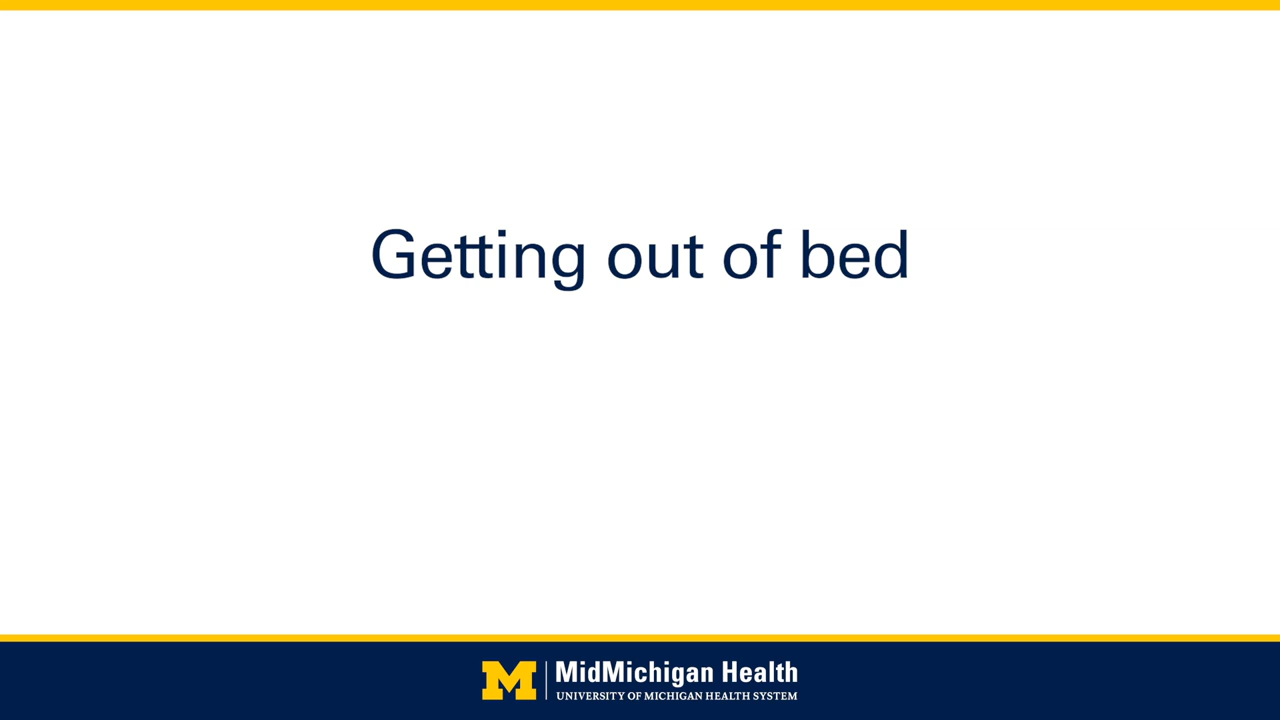 Getting out of bed
M | MidMichigan Health
UNIVERSITY OF MICHIGAN HEALTH SYSTEM